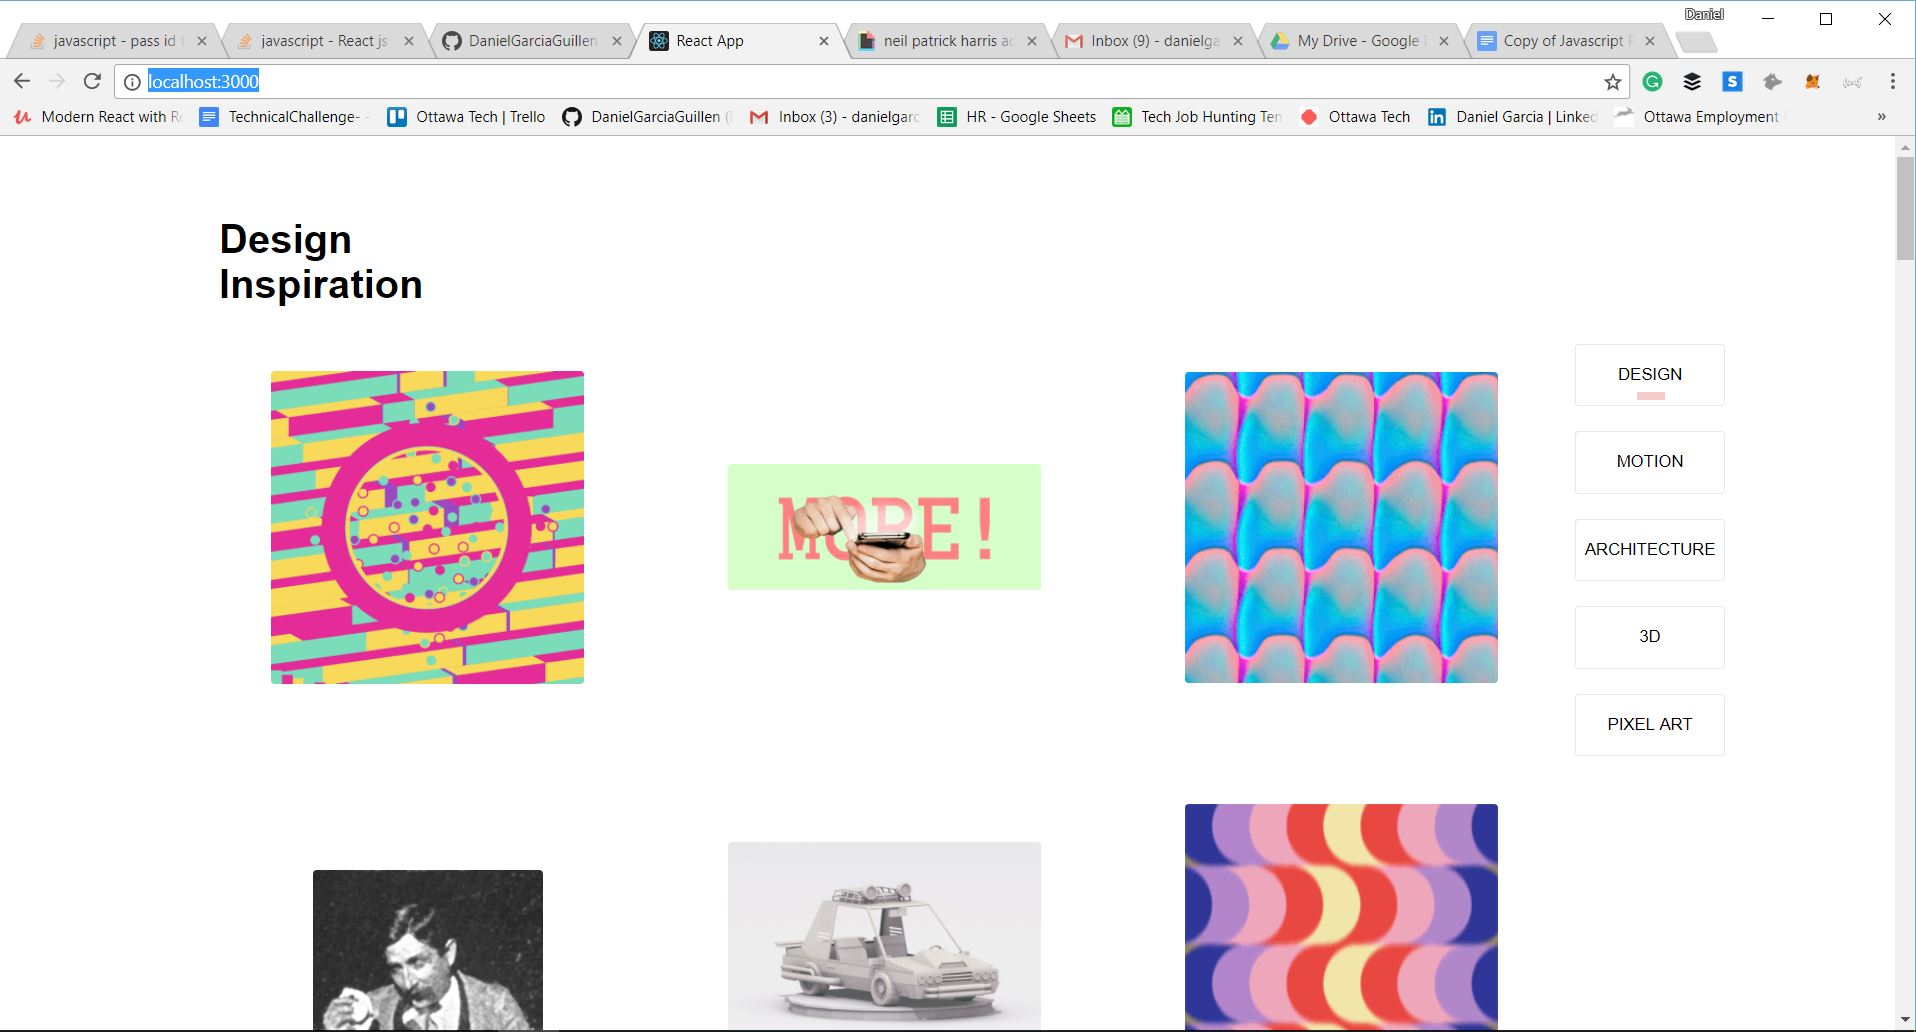 Daniel
javascript - pass id t
javascript - React js
DanielGarciaGuillen
React App
neil patrick harris ac
Inbox (9) - danielga
My Drive - Google
Copy of Javascript
localhost:3000
Modern React with Re
TechnicalChallenge- -
Ottawa Tech | Trello
DanielGarciaGuillen (
Inbox (3) - danielgarc
HR - Google Sheets
Tech Job Hunting Tem
Ottawa Tech
Daniel Garcia | Linked
Ottawa Employment
»
Design
Inspiration
MORE!
DESIGN
MOTION
ARCHITECTURE
3D
PIXEL ART